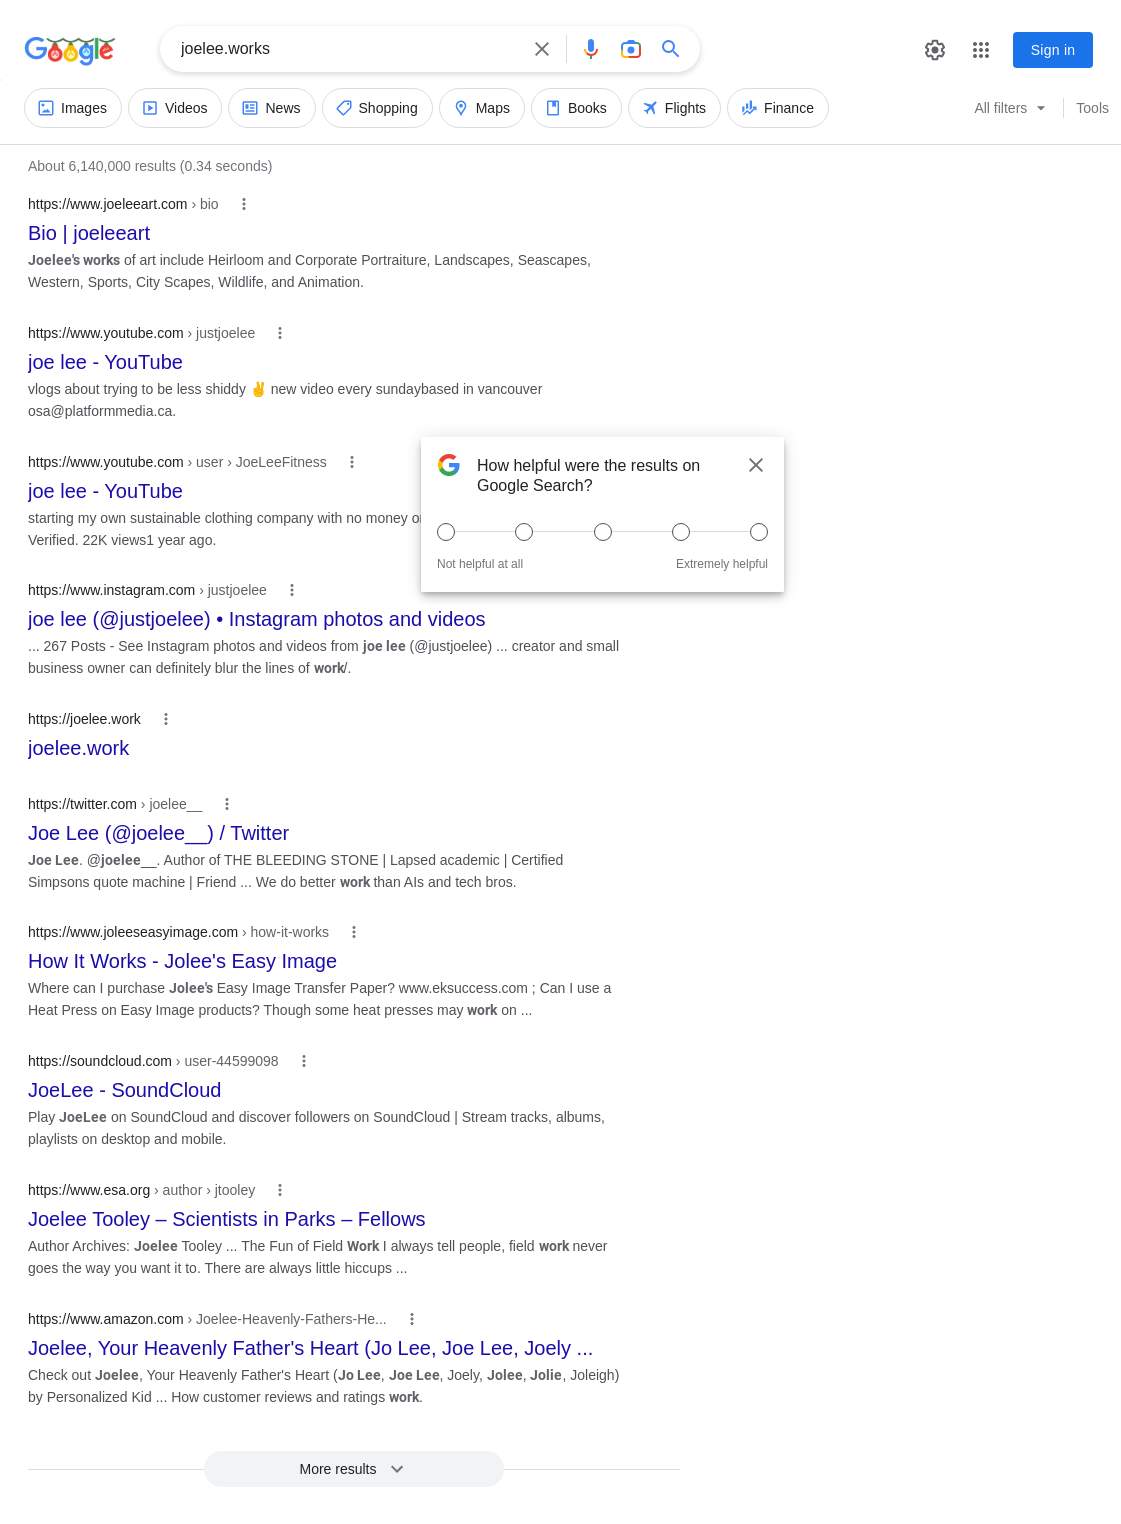 Google
joelee.works
Sign in
Images
Videos
News
Shopping
Maps
Books
Flights
Finance
All filters
Tools
About 6,140,000 results (0.34 seconds)
https://www.joeleeart.com › bio
Bio | joeleeart
Joelee's works of art include Heirloom and Corporate Portraiture, Landscapes, Seascapes,
Western, Sports, City Scapes, Wildlife, and Animation.
https://www.youtube.com › justjoelee
joe lee - YouTube
vlogs about trying to be less shiddy ✌️ new video every sundaybased in vancouver
osa@platformmedia.ca.
https://www.youtube.com › user › JoeLeeFitness
joe lee - YouTube
starting my own sustainable clothing company with no money or
Verified. 22K views1 year ago.
How helpful were the results on
Google Search?
Not helpful at all
Extremely helpful
https://www.instagram.com › justjoelee
joe lee (@justjoelee) • Instagram photos and videos
... 267 Posts - See Instagram photos and videos from joe lee (@justjoelee) ... creator and small
business owner can definitely blur the lines of work/.
https://joelee.work
joelee.work
https://twitter.com › joelee__
Joe Lee (@joelee__) / Twitter
Joe Lee. @joelee__. Author of THE BLEEDING STONE | Lapsed academic | Certified
Simpsons quote machine | Friend ... We do better work than AIs and tech bros.
https://www.joleeseasyimage.com › how-it-works
How It Works - Jolee's Easy Image
Where can I purchase Jolee's Easy Image Transfer Paper? www.eksuccess.com ; Can I use a
Heat Press on Easy Image products? Though some heat presses may work on ...
https://soundcloud.com › user-44599098
JoeLee - SoundCloud
Play JoeLee on SoundCloud and discover followers on SoundCloud | Stream tracks, albums,
playlists on desktop and mobile.
https://www.esa.org › author › jtooley
Joelee Tooley – Scientists in Parks – Fellows
Author Archives: Joelee Tooley ... The Fun of Field Work I always tell people, field work never
goes the way you want it to. There are always little hiccups ...
https://www.amazon.com › Joelee-Heavenly-Fathers-He...
Joelee, Your Heavenly Father's Heart (Jo Lee, Joe Lee, Joely ...
Check out Joelee, Your Heavenly Father's Heart (Jo Lee, Joe Lee, Joely, Jolee, Jolie, Joleigh)
by Personalized Kid ... How customer reviews and ratings work.
More results